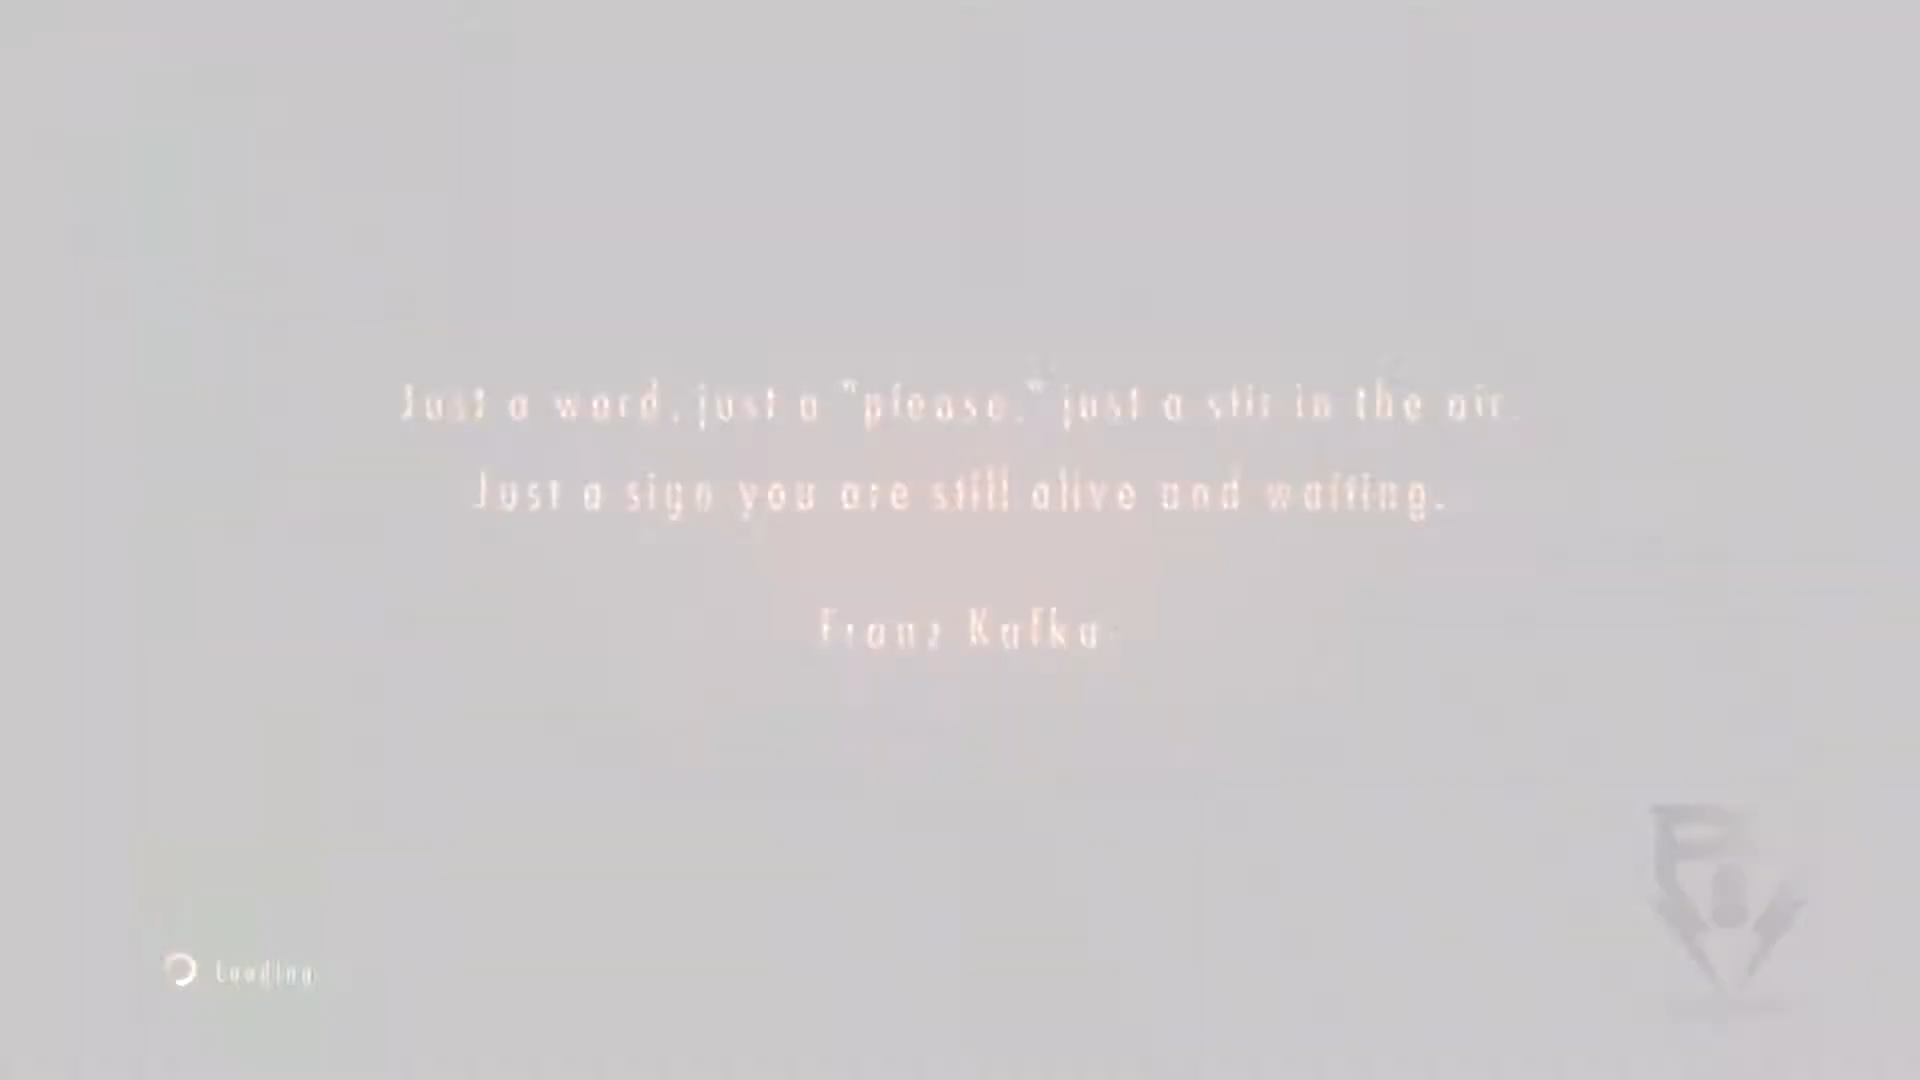 Just a word, just a "please," just a stir in the air.
Just a sign you are still alive and waiting.
Franz Kafka
Loading